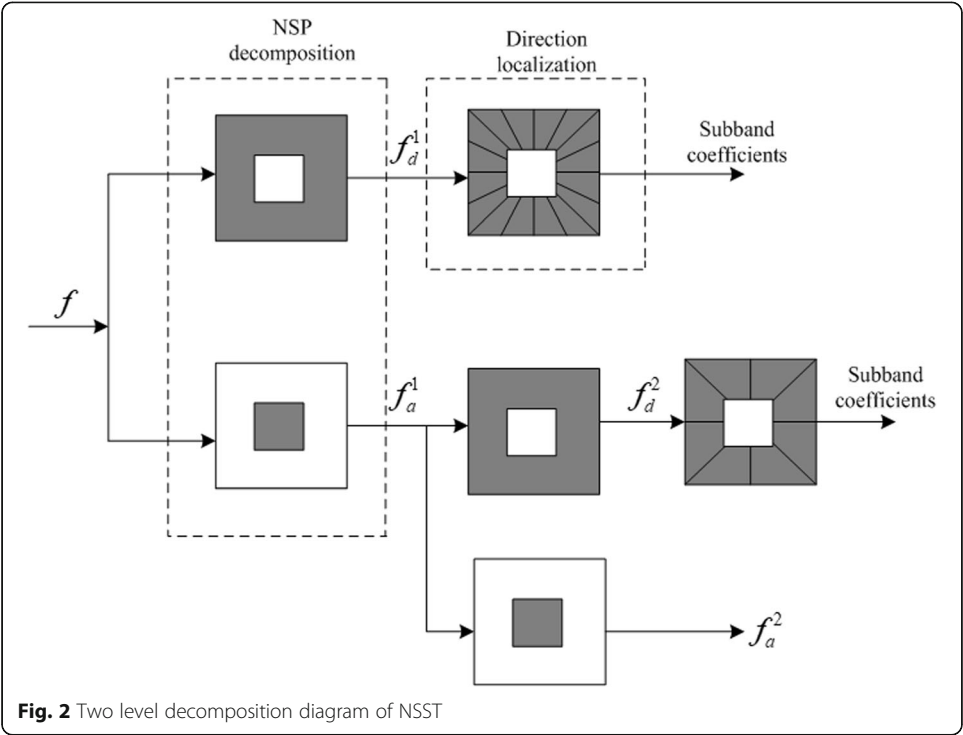 NSP
decomposition
Direction
localization
f_d^1
Subband
coefficients
f
f_a^1
f_d^2
Subband
coefficients
f_a^2
Fig. 2 Two level decomposition diagram of NSST